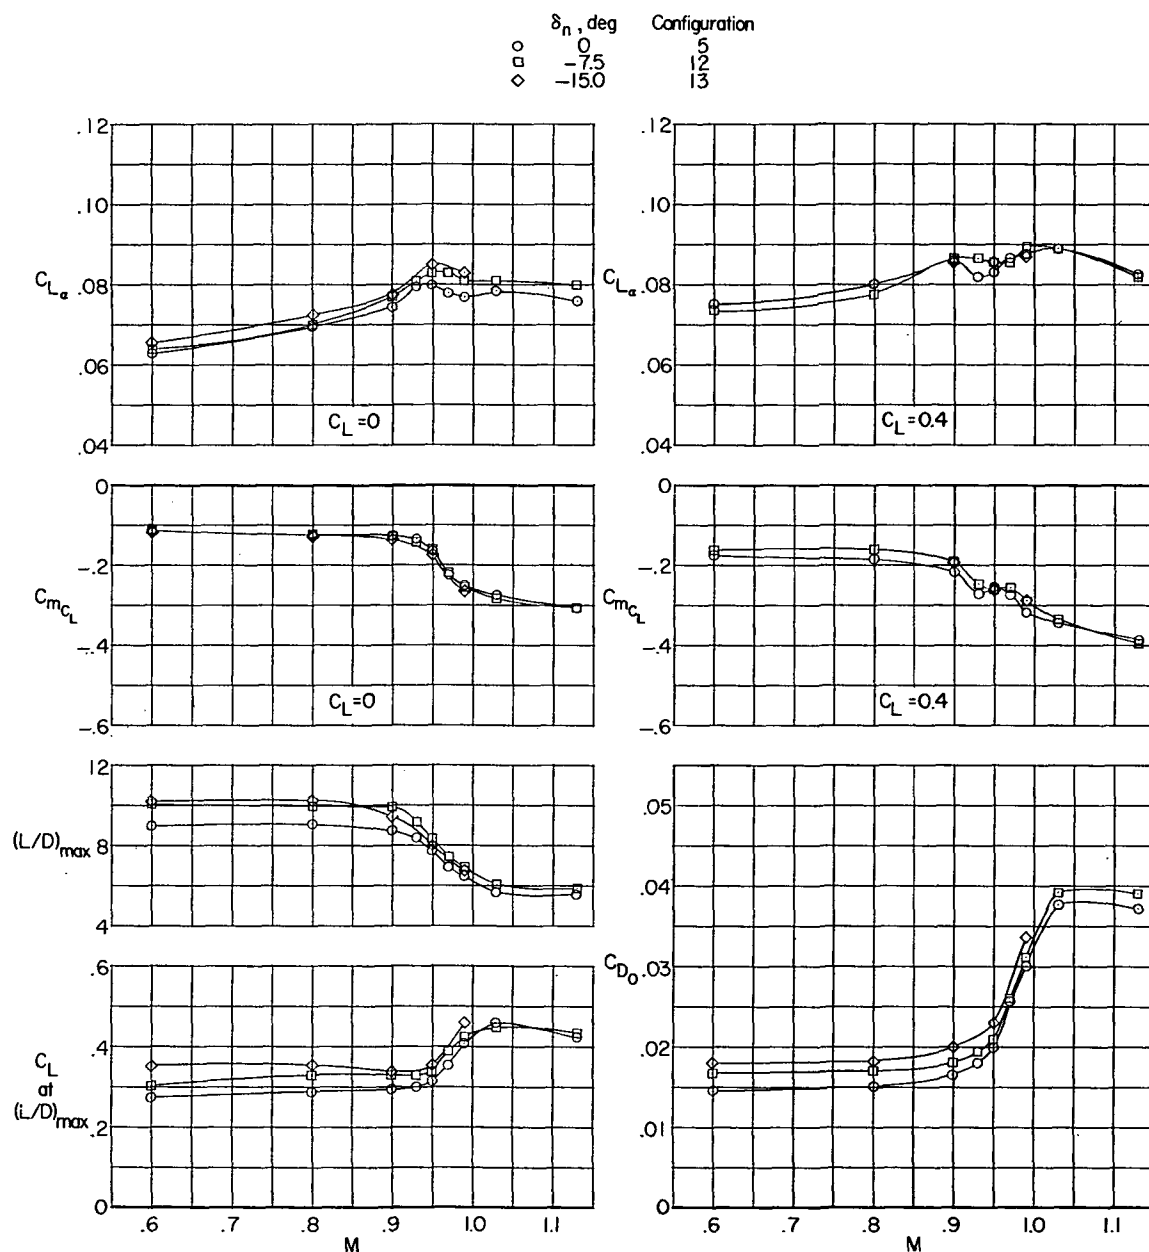 δn, deg Configuration
0 5
-7.5 12
-15.0 13
.12
.10
CLα .08
.06
.04
CL=0
.12
.10
CLα .08
.06
.04
CL=0.4
0
-.2
CmCL
-.4
-.6
CL=0
0
-.2
CmCL
-.4
-.6
CL=0.4
12
(L/D)max 8
4
.6
.4
CL
at
(L/D)max .2
0
.6 .7 .8 .9 1.0 1.1
M
.05
.04
CDO .03
.02
.01
0
.6 .7 .8 .9 1.0 1.1
M